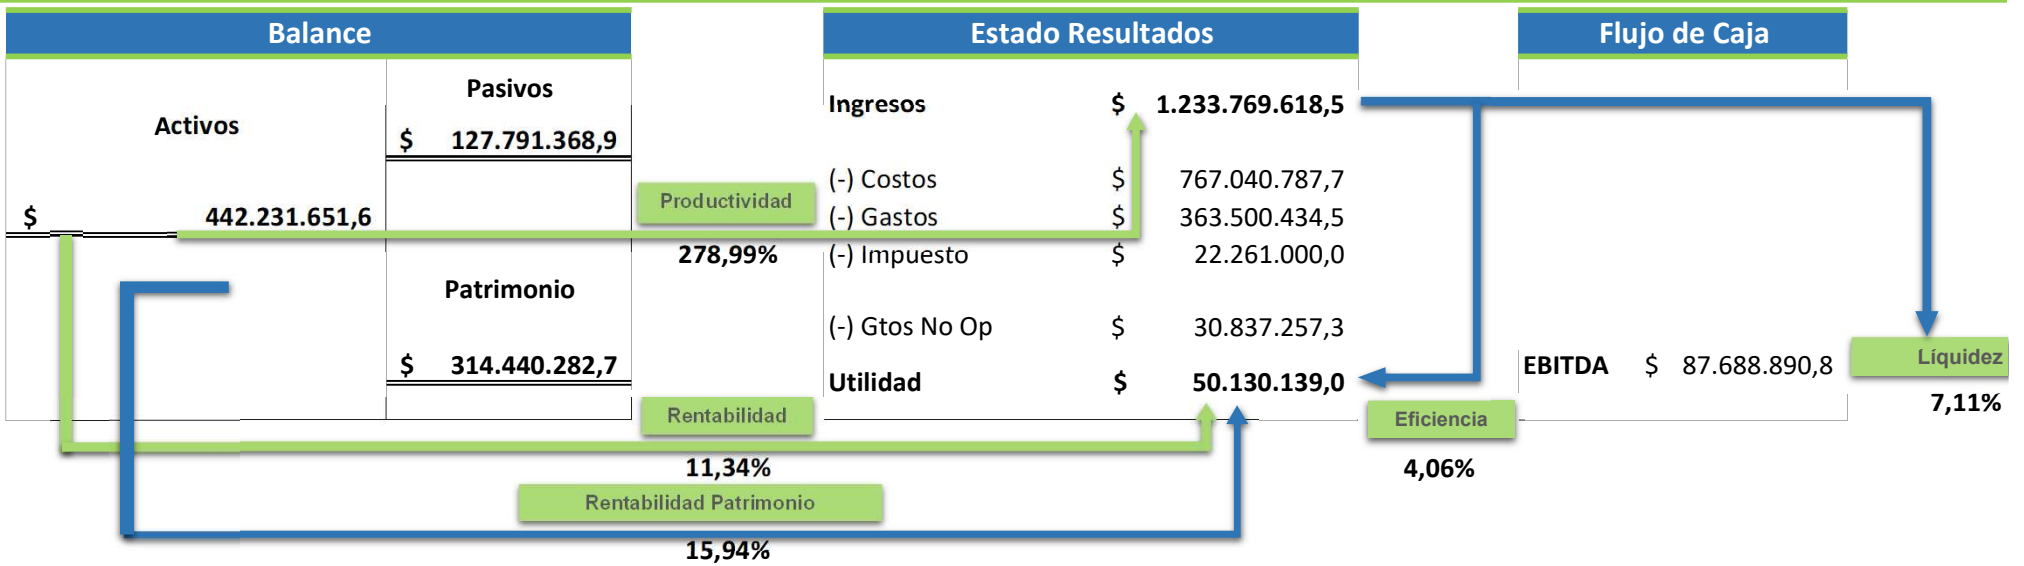 Balance
Activos
$ 442.231.651,6
Pasivos
$ 127.791.368,9
Patrimonio
$ 314.440.282,7
Productividad
278,99%
Rentabilidad
11,34%
Rentabilidad Patrimonio
15,94%
Estado Resultados
Ingresos $ 1.233.769.618,5
(-) Costos $ 767.040.787,7
(-) Gastos $ 363.500.434,5
(-) Impuesto $ 22.261.000,0
(-) Gtos No Op $ 30.837.257,3
Utilidad $ 50.130.139,0
Eficiencia
4,06%
Flujo de Caja
EBITDA $ 87.688.890,8
Líquidez
7,11%